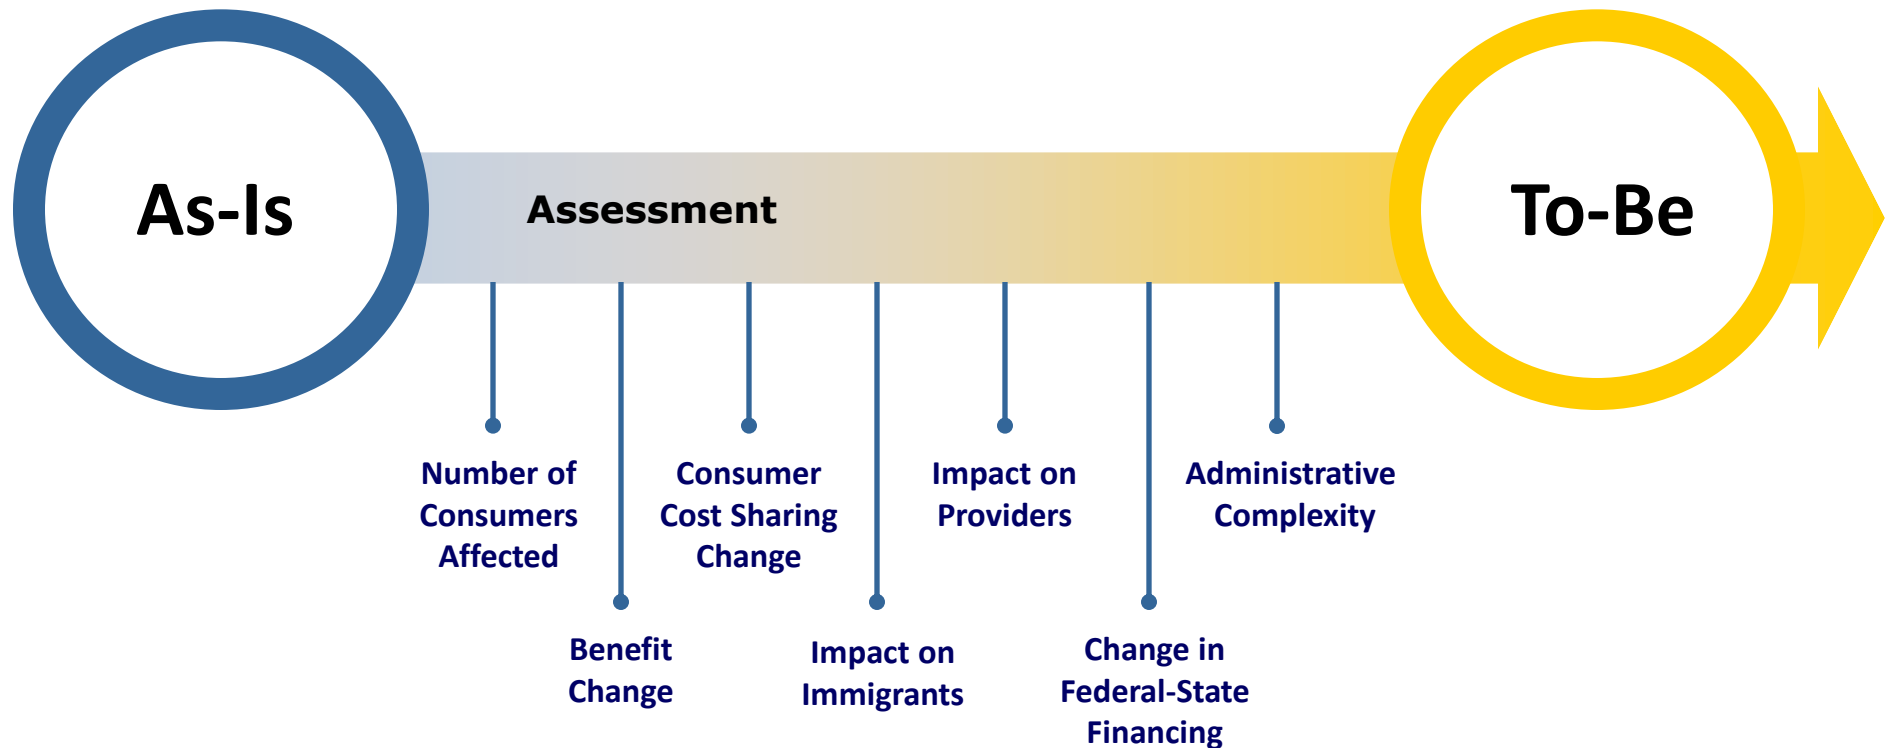 As-Is
Assessment
To-Be
Number of
Consumers
Affected
Benefit
Change
Consumer
Cost Sharing
Change
Impact on
Immigrants
Impact on
Providers
Change in
Federal-State
Financing
Administrative
Complexity